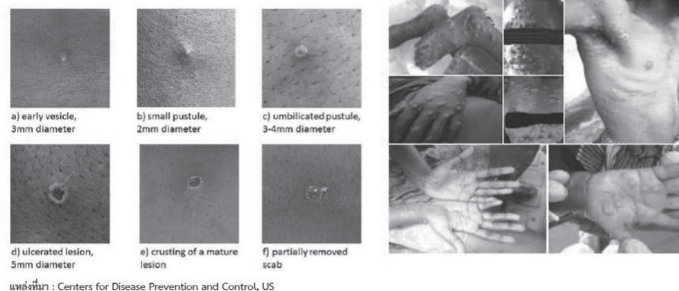 a) early vesicle,
3mm diameter
b) small pustule,
2mm diameter
c) umbilicated pustule,
3-4mm diameter
d) ulcerated lesion,
5mm diameter
e) crusting of a mature
lesion
f) partially removed
scab
แหล่งที่มา : Centers for Disease Prevention and Control, US